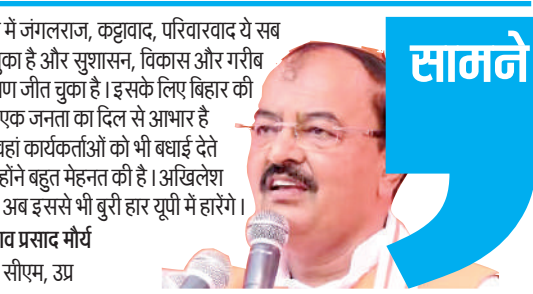 में जंगलराज, कट्टावाद, परिवारवाद ये सब
चुका है और सुशासन, विकास और गरीब
जीत चुका है। इसके लिए बिहार की
एक जनता का दिल से आभार है
वहां कार्यकर्ताओं को भी बधाई देते
बहुत मेहनत की है। अखिलेश
अब इससे भी बुरी हार यूपी में हारेंगे।
प्रसाद मौर्य
सीएम, उप्र
सामने